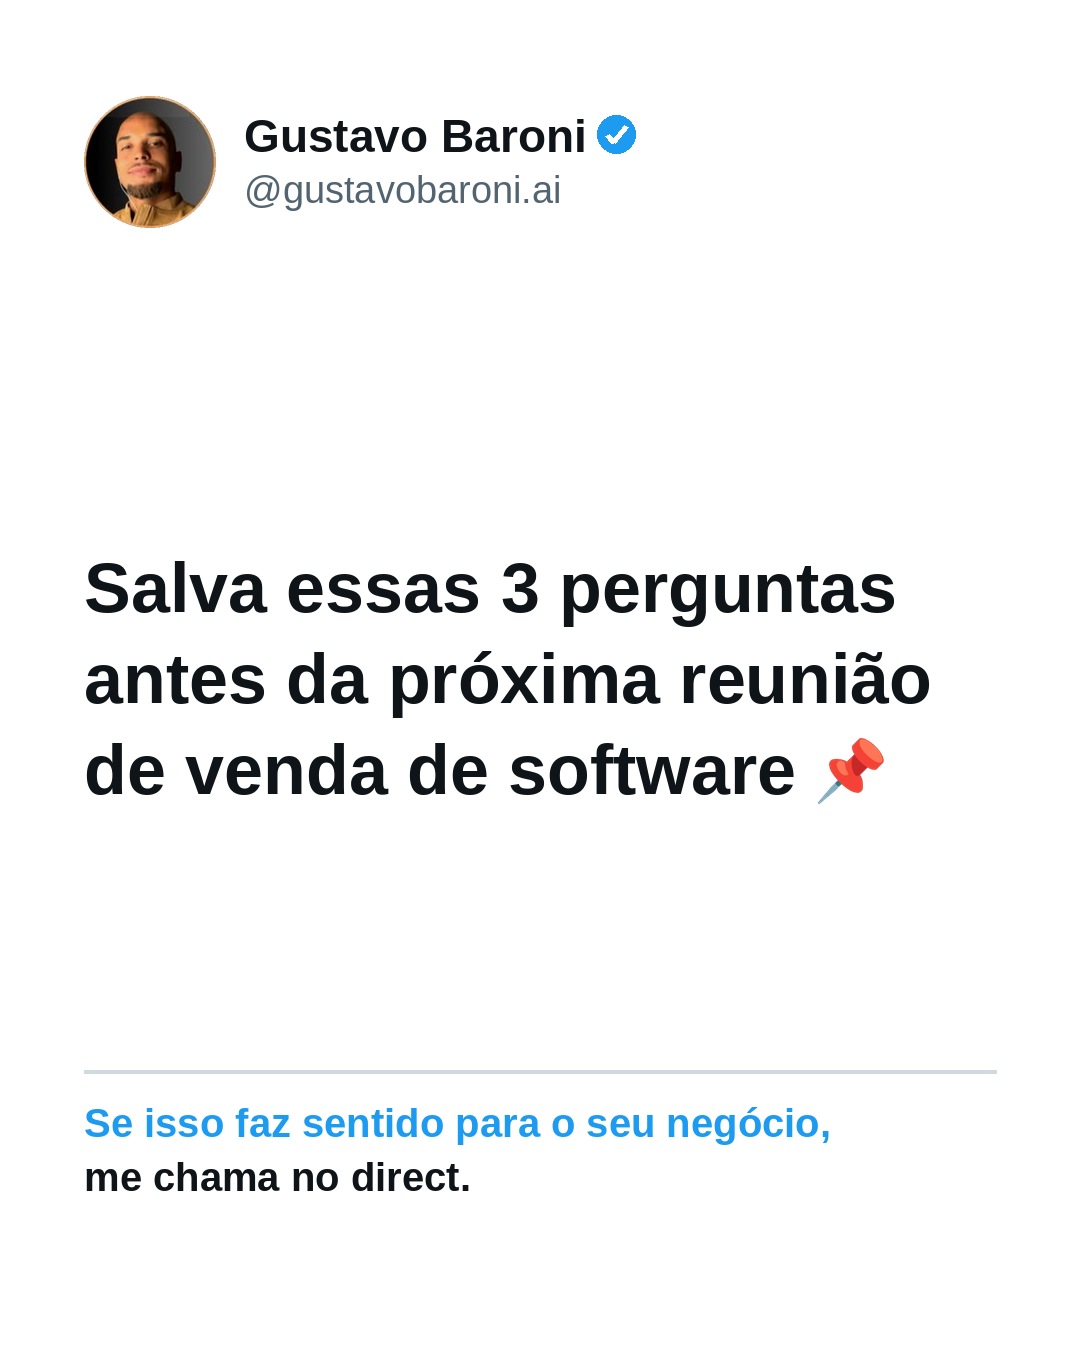 Gustavo Baroni
@gustavobaroni.ai
Salva essas 3 perguntas
antes da próxima reunião
de venda de software 📌
Se isso faz sentido para o seu negócio,
me chama no direct.